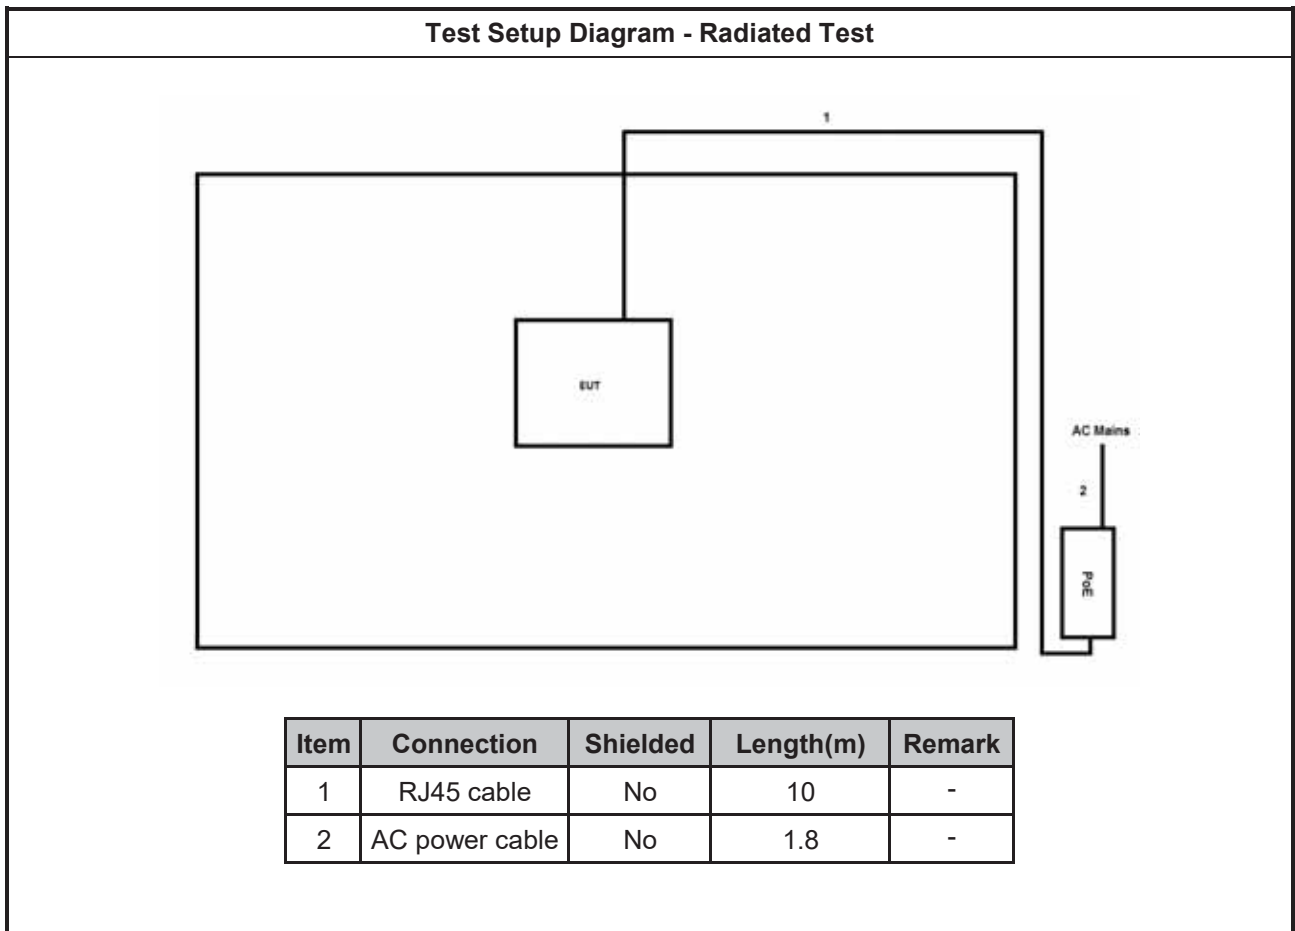 Test Setup Diagram - Radiated Test
1
EUT
AC Mains
2
PoE
Item Connection Shielded Length(m) Remark
1 RJ45 cable No 10 -
2 AC power cable No 1.8 -